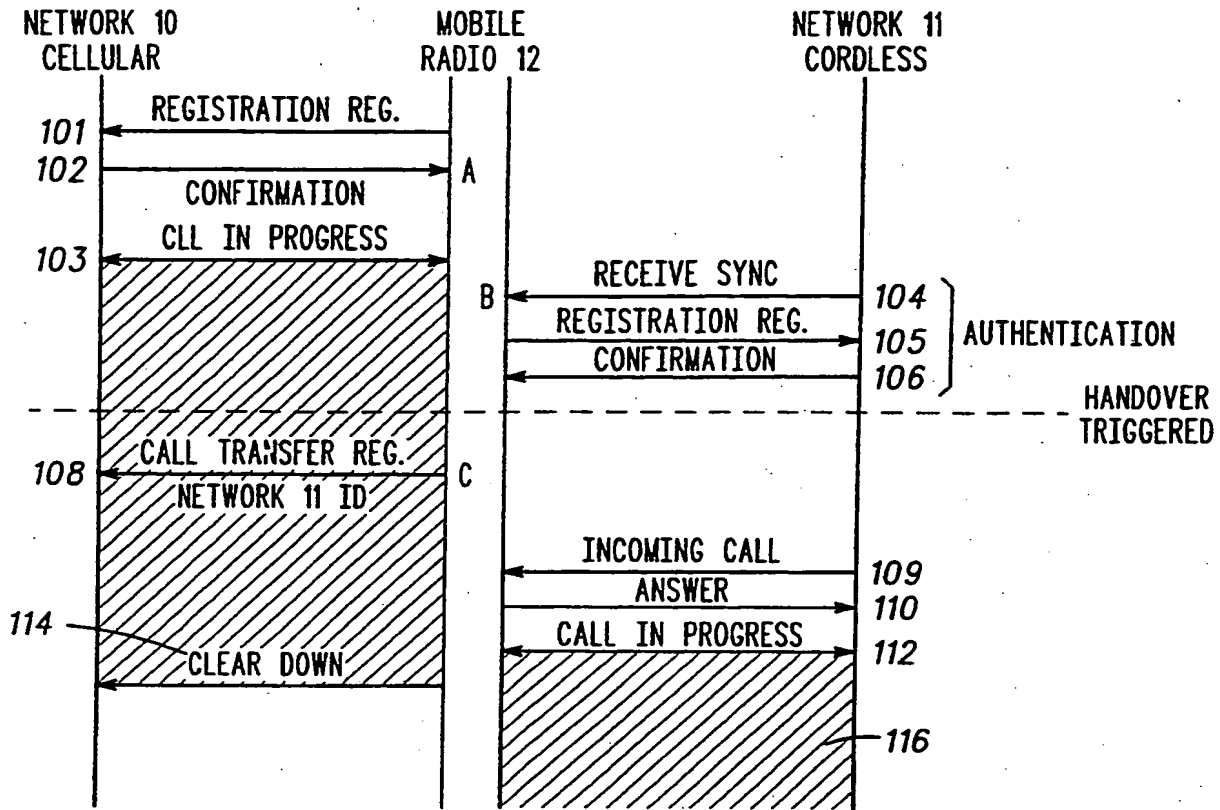 NETWORK 10
CELLULAR
MOBILE
RADIO 12
NETWORK 11
CORDLESS
101
REGISTRATION REG.
102
A
CONFIRMATION
103
CLL IN PROGRESS
B
RECEIVE SYNC
104
REGISTRATION REG.
105
AUTHENTICATION
CONFIRMATION
106
HANDOVER
TRIGGERED
108
CALL TRANSFER REG.
C
NETWORK 11 ID
INCOMING CALL
109
ANSWER
110
114
CALL IN PROGRESS
112
CLEAR DOWN
116